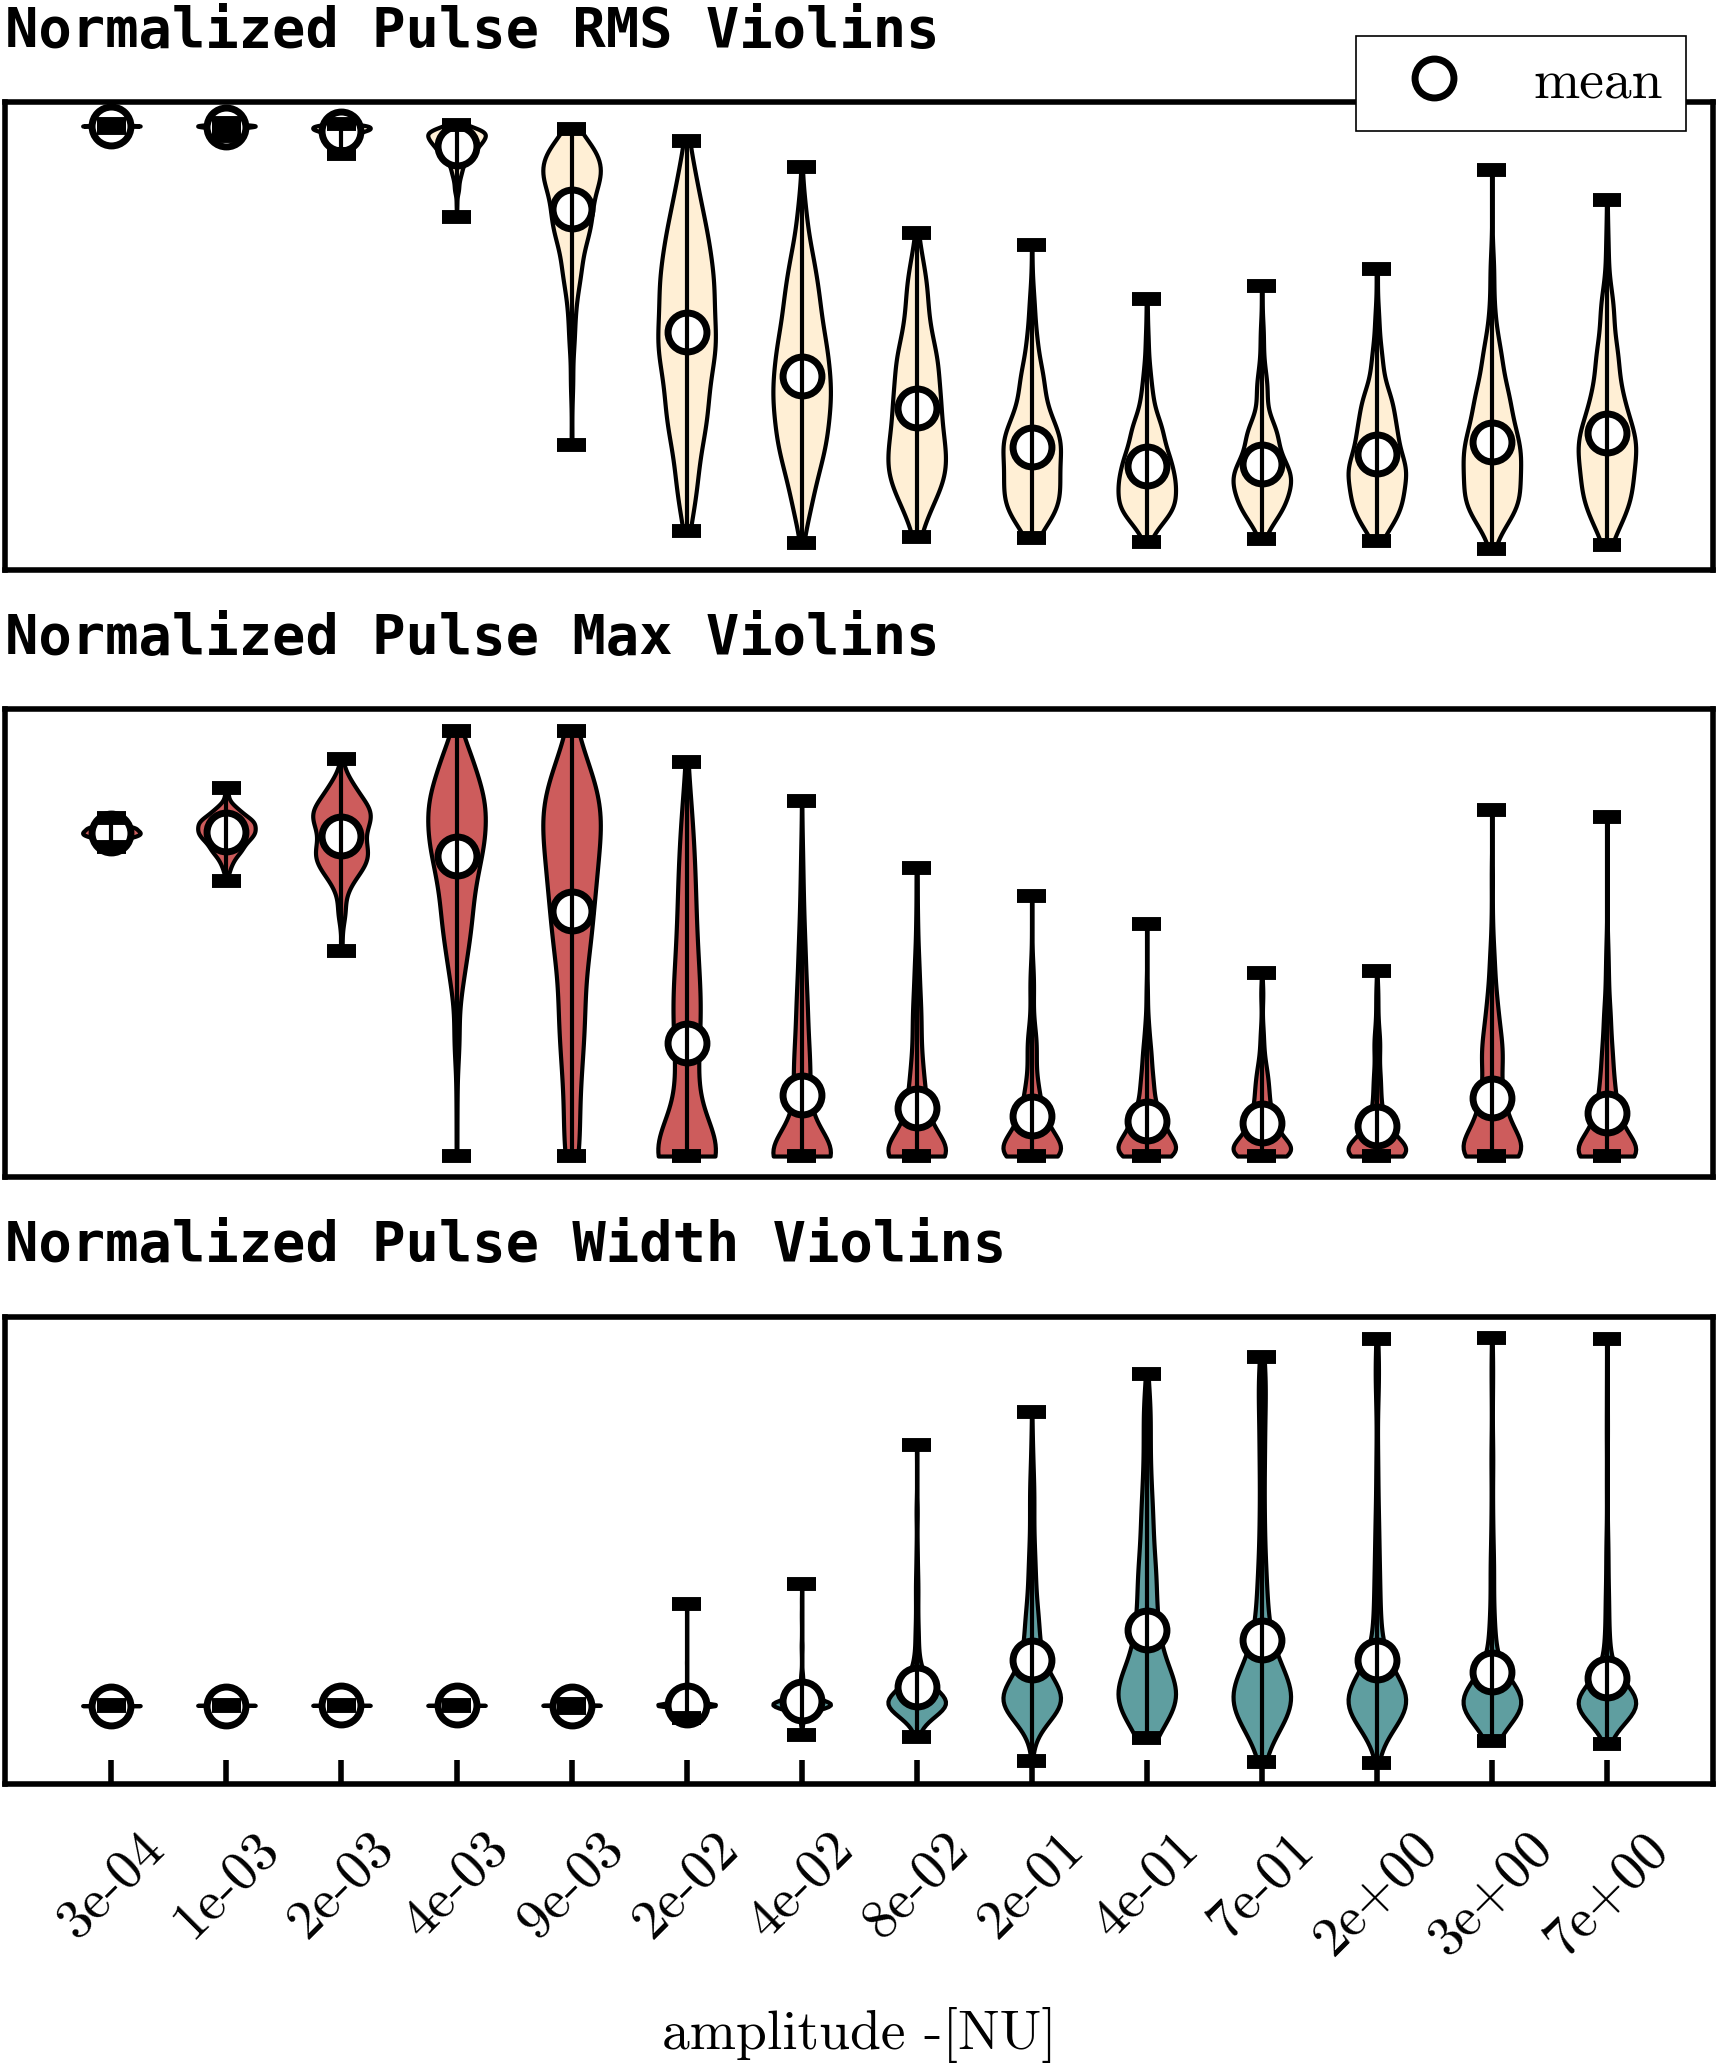 Normalized Pulse RMS Violins
mean
Normalized Pulse Max Violins
Normalized Pulse Width Violins
3e-04 1e-03 2e-03 4e-03 9e-03 2e-02 4e-02 8e-02 2e-01 4e-01 7e-01 2e+00 3e+00 7e+00
amplitude -[NU]